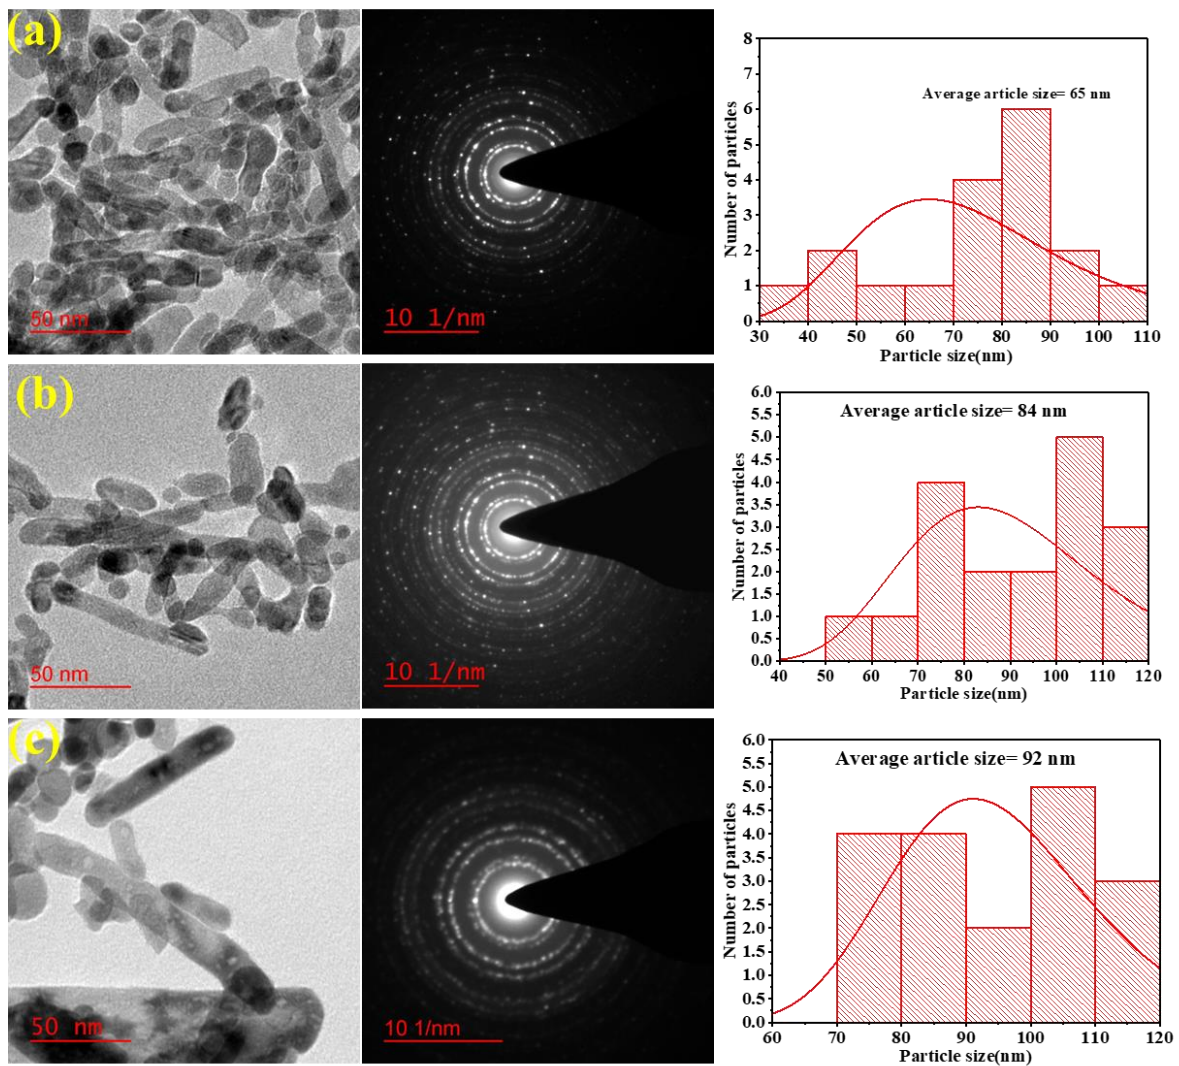 (a)
50 nm
10 1/nm
Number of particles
8
7
6
5
4
3
2
1
0
Average article size= 65 nm
30 40 50 60 70 80 90 100 110
Particle size(nm)
(b)
50 nm
10 1/nm
Number of particles
6.0
5.5
5.0
4.5
4.0
3.5
3.0
2.5
2.0
1.5
1.0
0.5
0.0
Average article size= 84 nm
40 50 60 70 80 90 100 110 120
Particle size(nm)
(c)
50 nm
10 1/nm
Number of particles
6.0
5.5
5.0
4.5
4.0
3.5
3.0
2.5
2.0
1.5
1.0
0.5
0.0
Average article size= 92 nm
60 70 80 90 100 110 120
Particle size(nm)